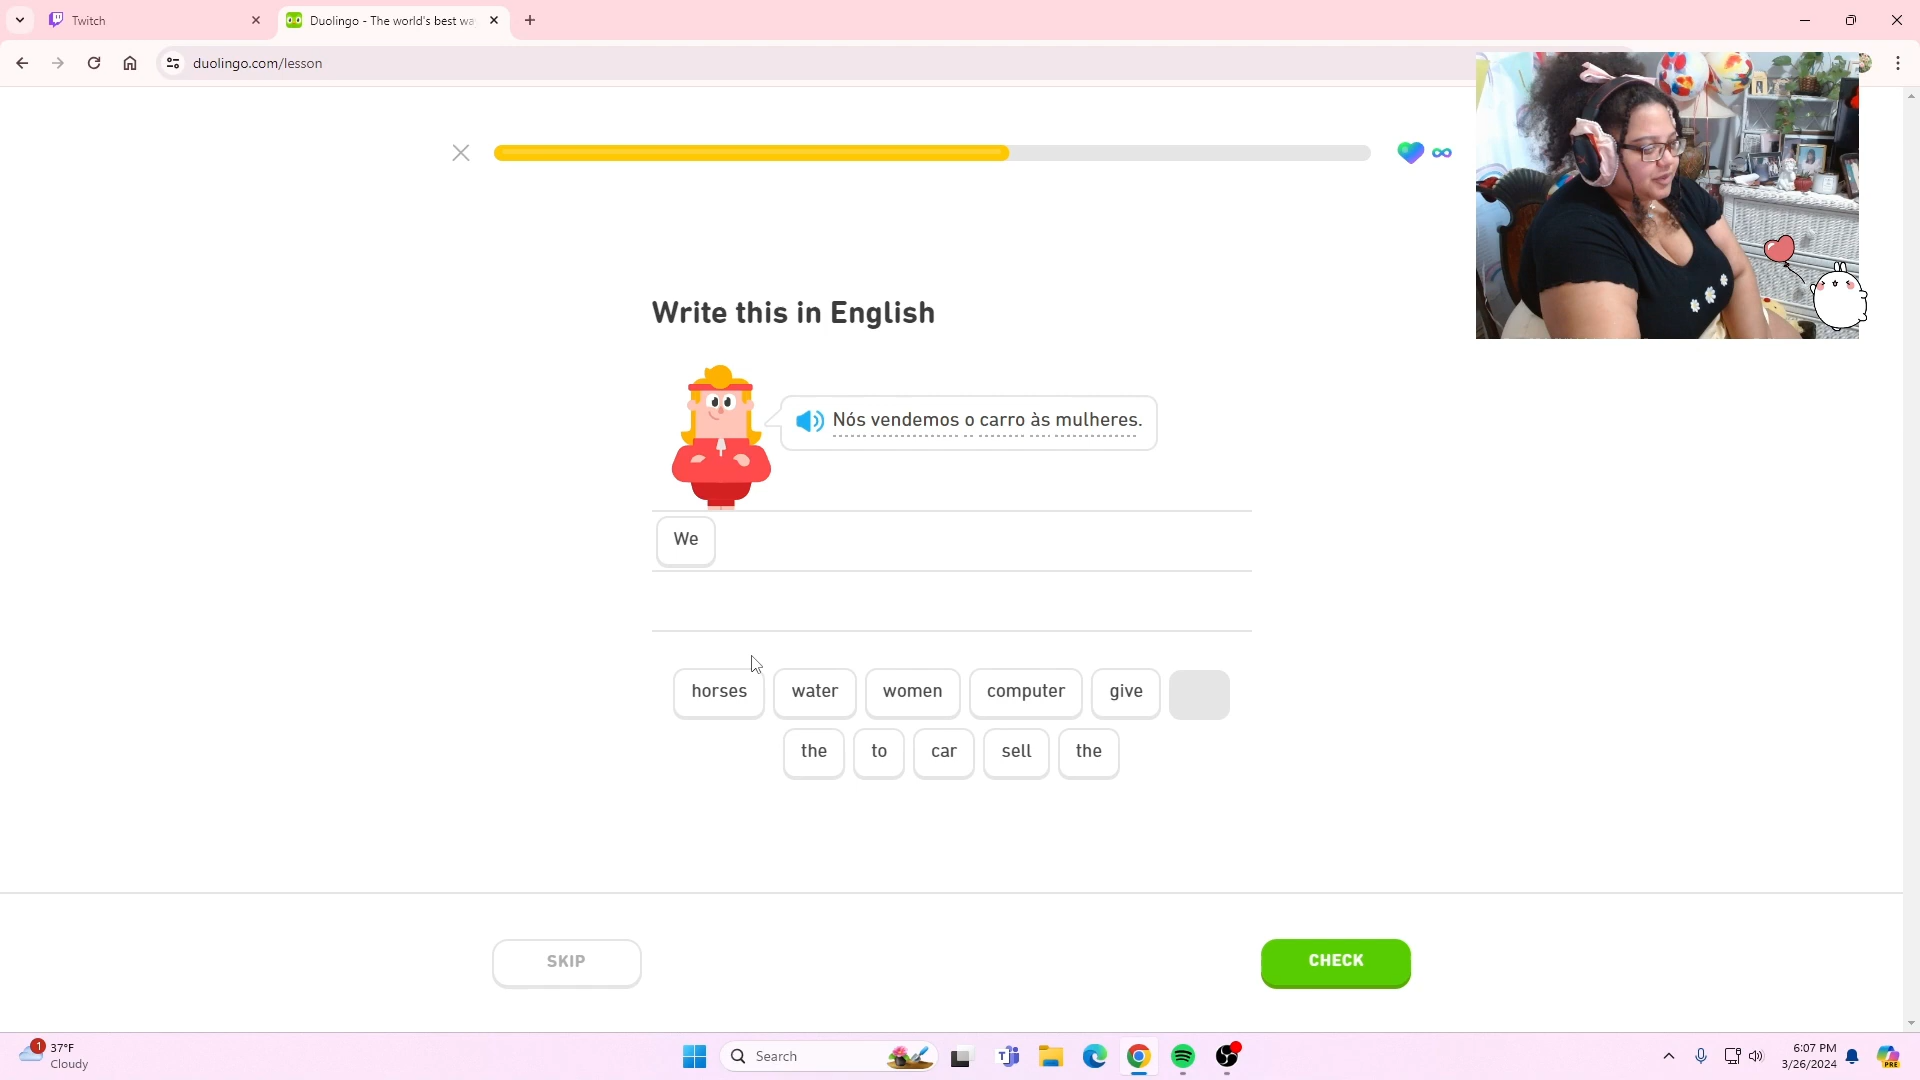 Twitch
Duolingo - The world's best wa
duolingo.com/lesson
Write this in English
Nós vendemos o carro às mulheres.
We
horses water women computer give
the to car sell the
SKIP
CHECK
1
37°F
Cloudy
Search
6:07 PM
3/26/2024
PRE